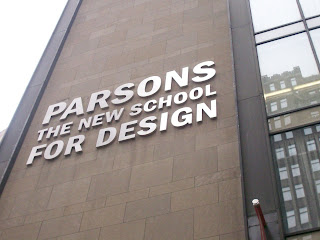 PARSONS
THE NEW SCHOOL
FOR DESIGN